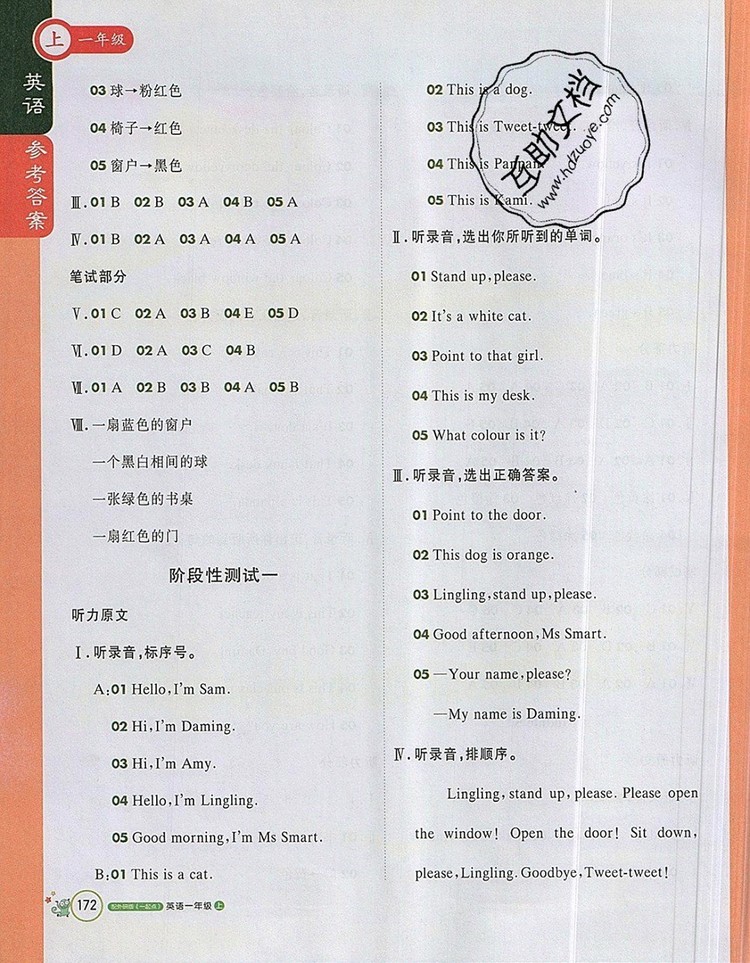 上 一年级
英语
参考答案
03 球→粉红色
04 椅子→红色
05 窗户→黑色
Ⅲ.01 B 02 B 03 A 04 B 05 A
Ⅳ.01 B 02 A 03 A 04 A 05 A
笔试部分
Ⅴ.01 C 02 A 03 B 04 E 05 D
Ⅵ.01 D 02 A 03 C 04 B
Ⅶ.01 A 02 B 03 B 04 A 05 B
Ⅷ.一扇蓝色的窗户
一个黑白相间的球
一张绿色的书桌
一扇红色的门
阶段性测试一
听力原文
Ⅰ.听录音,标序号。
A:01 Hello,I'm Sam.
02 Hi,I'm Daming.
03 Hi,I'm Amy.
04 Hello,I'm Lingling.
05 Good morning,I'm Ms Smart.
B:01 This is a cat.
02 This is a dog.
03 This is Tweet-tweet.
04 This is Panpan.
05 This is Kami.
Ⅱ.听录音,选出你所听到的单词。
01 Stand up,please.
02 It's a white cat.
03 Point to that girl.
04 This is my desk.
05 What colour is it?
Ⅲ.听录音,选出正确答案。
01 Point to the door.
02 This dog is orange.
03 Lingling,stand up,please.
04 Good afternoon,Ms Smart.
05 —Your name,please?
—My name is Daming.
Ⅳ.听录音,排顺序。
Lingling,stand up,please. Please open
the window! Open the door! Sit down,
please,Lingling. Goodbye,Tweet-tweet!
互助文档
www.hdzuoye.com
172 配外研版(一起点) 英语一年级 上